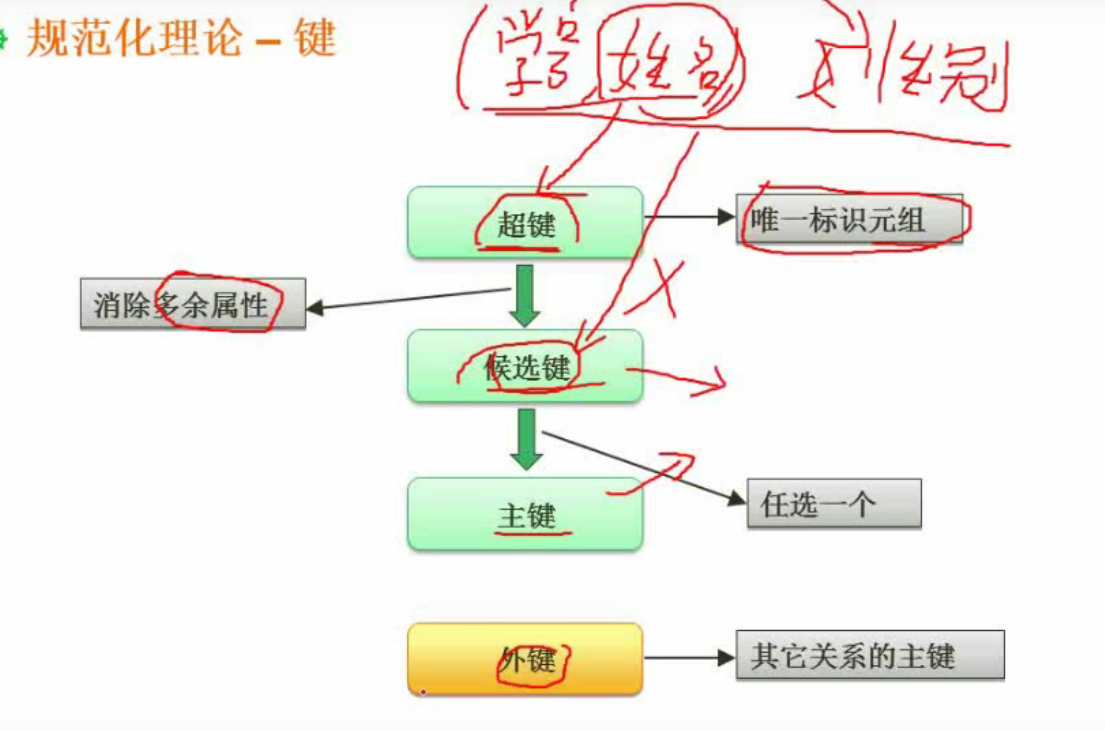 规范化理论 – 键
(学号 姓名) 性别
超键
唯一标识元组
消除多余属性
X
候选键
主键
任选一个
外键
其它关系的主键